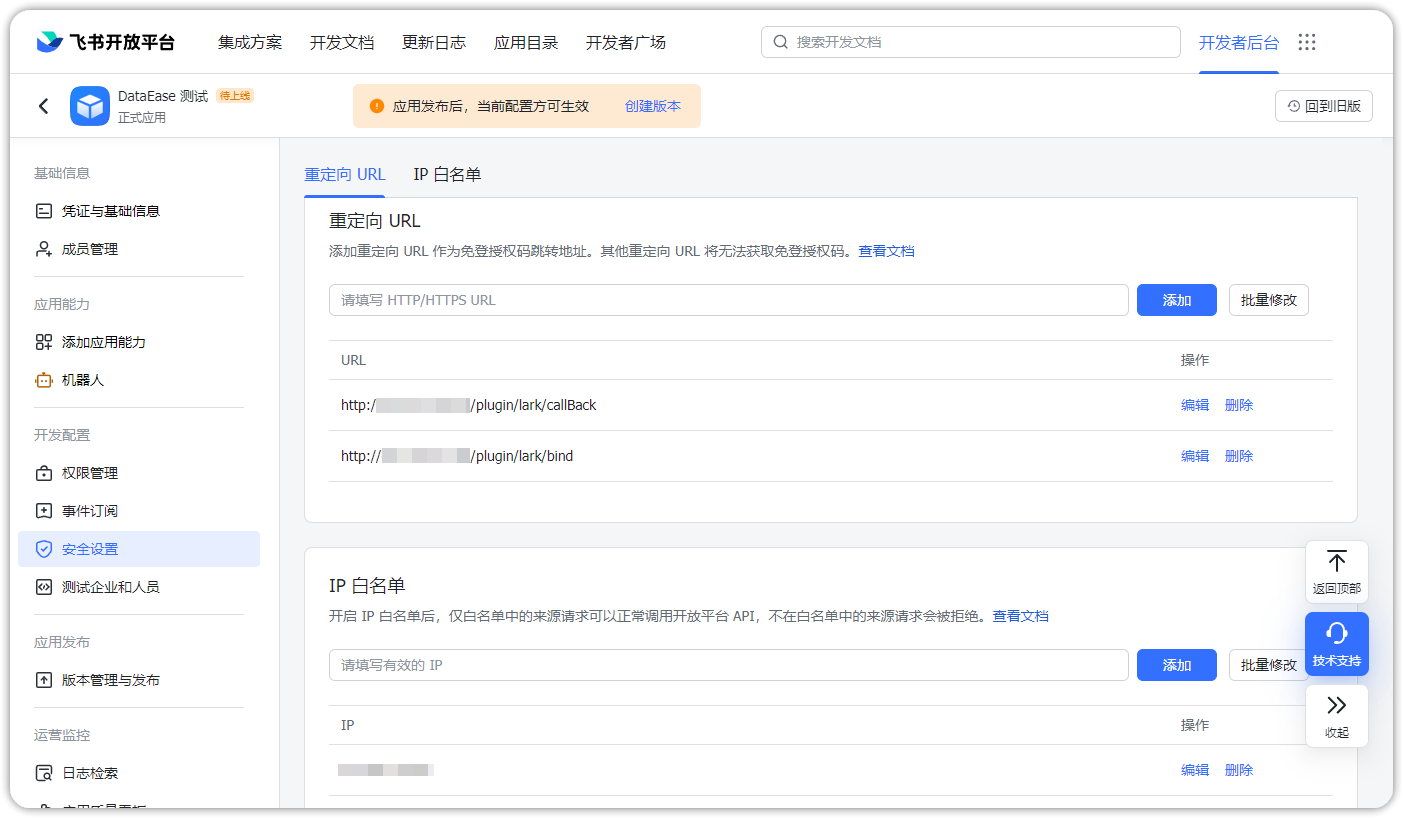 飞书开放平台 集成方案 开发文档 更新日志 应用目录 开发者广场 搜索开发文档 开发者后台
DataEase 测试 待上线
正式应用
应用发布后，当前配置方可生效 创建版本
回到旧版
基础信息
凭证与基础信息
成员管理
应用能力
添加应用能力
机器人
开发配置
权限管理
事件订阅
安全设置
测试企业和人员
应用发布
版本管理与发布
运营监控
日志检索
重定向 URL IP 白名单
重定向 URL
添加重定向 URL 作为免登授权码跳转地址。其他重定向 URL 将无法获取免登授权码。查看文档
请填写 HTTP/HTTPS URL 添加 批量修改
URL 操作
http:/ /plugin/lark/callBack 编辑 删除
http:// /plugin/lark/bind 编辑 删除
IP 白名单
开启 IP 白名单后，仅白名单中的来源请求可以正常调用开放平台 API，不在白名单中的来源请求会被拒绝。查看文档
请填写有效的 IP 添加 批量修改
IP 操作
编辑 删除
返回顶部
技术支持
收起